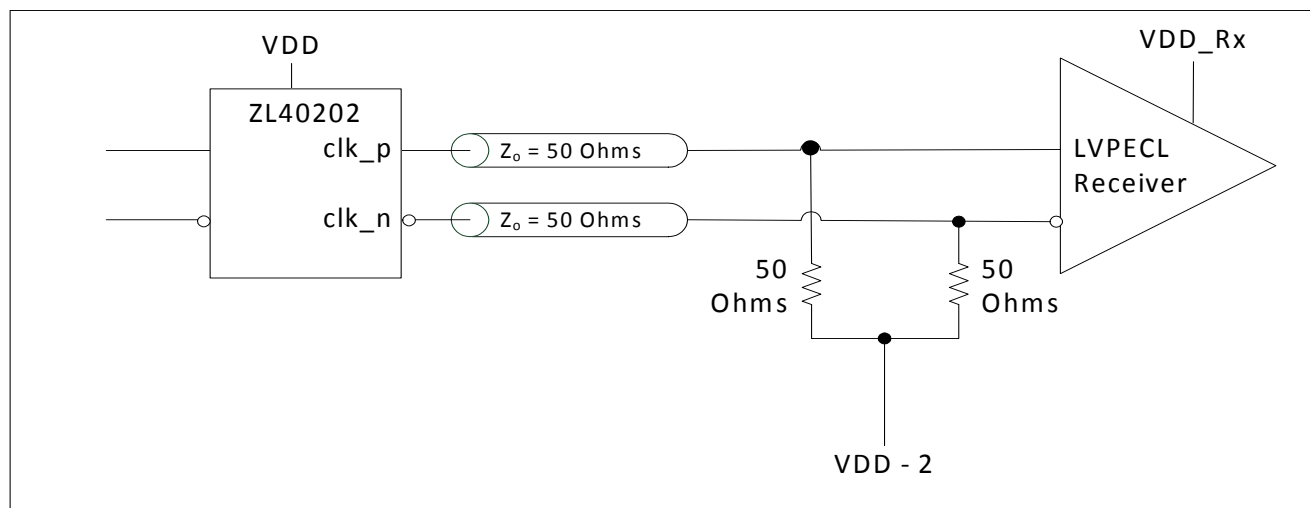 VDD
ZL40202
clk_p
clk_n
Zo = 50 Ohms
Zo = 50 Ohms
VDD_Rx
LVPECL
Receiver
50
Ohms
50
Ohms
VDD - 2